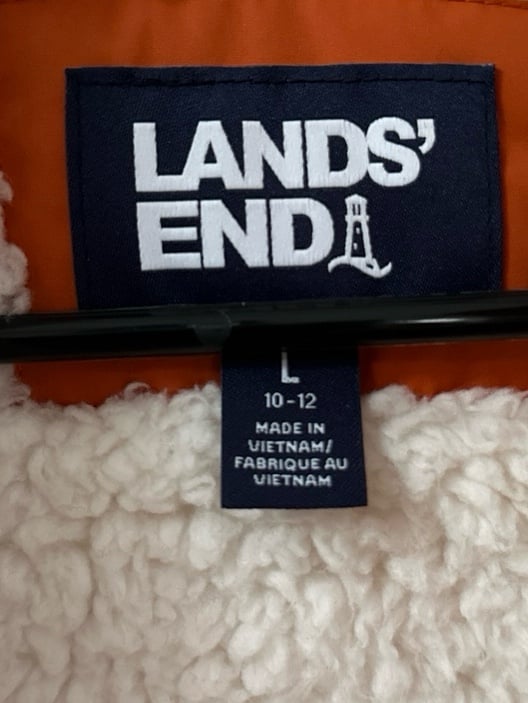 LANDS'
END
L
10-12
MADE IN
VIETNAM/
FABRIQUE AU
VIETNAM